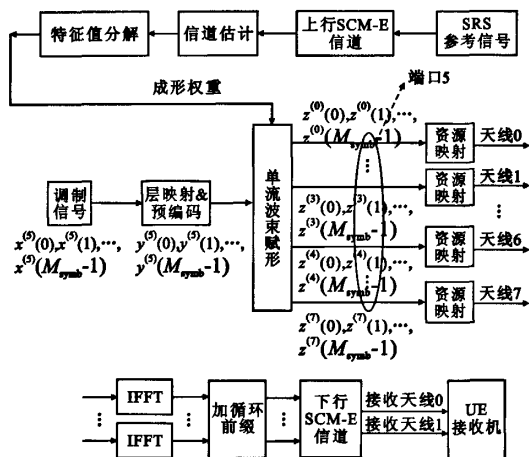 特征值分解
信道估计
上行SCM-E
信道
SRS
参考信号
成形权重
端口5
z^(0)(0),z^(0)(1),…,
z^(0)(M_symb-1)
资源
映射
天线0
单流波束赋形
调制
信号
层映射&
预编码
x^(5)(0),x^(5)(1),…,
x^(5)(M_symb-1)
y^(5)(0),y^(5)(1),…,
y^(5)(M_symb-1)
资源
映射
天线1
z^(3)(0),z^(3)(1),…,
z^(3)(M_symb-1)
z^(4)(0),z^(4)(1),…,
z^(4)(M_symb-1)
资源
映射
天线6
资源
映射
天线7
z^(7)(0),z^(7)(1),…,
z^(7)(M_symb-1)
IFFT
IFFT
加循环
前缀
下行
SCM-E
信道
接收天线0
接收天线1
UE
接收机